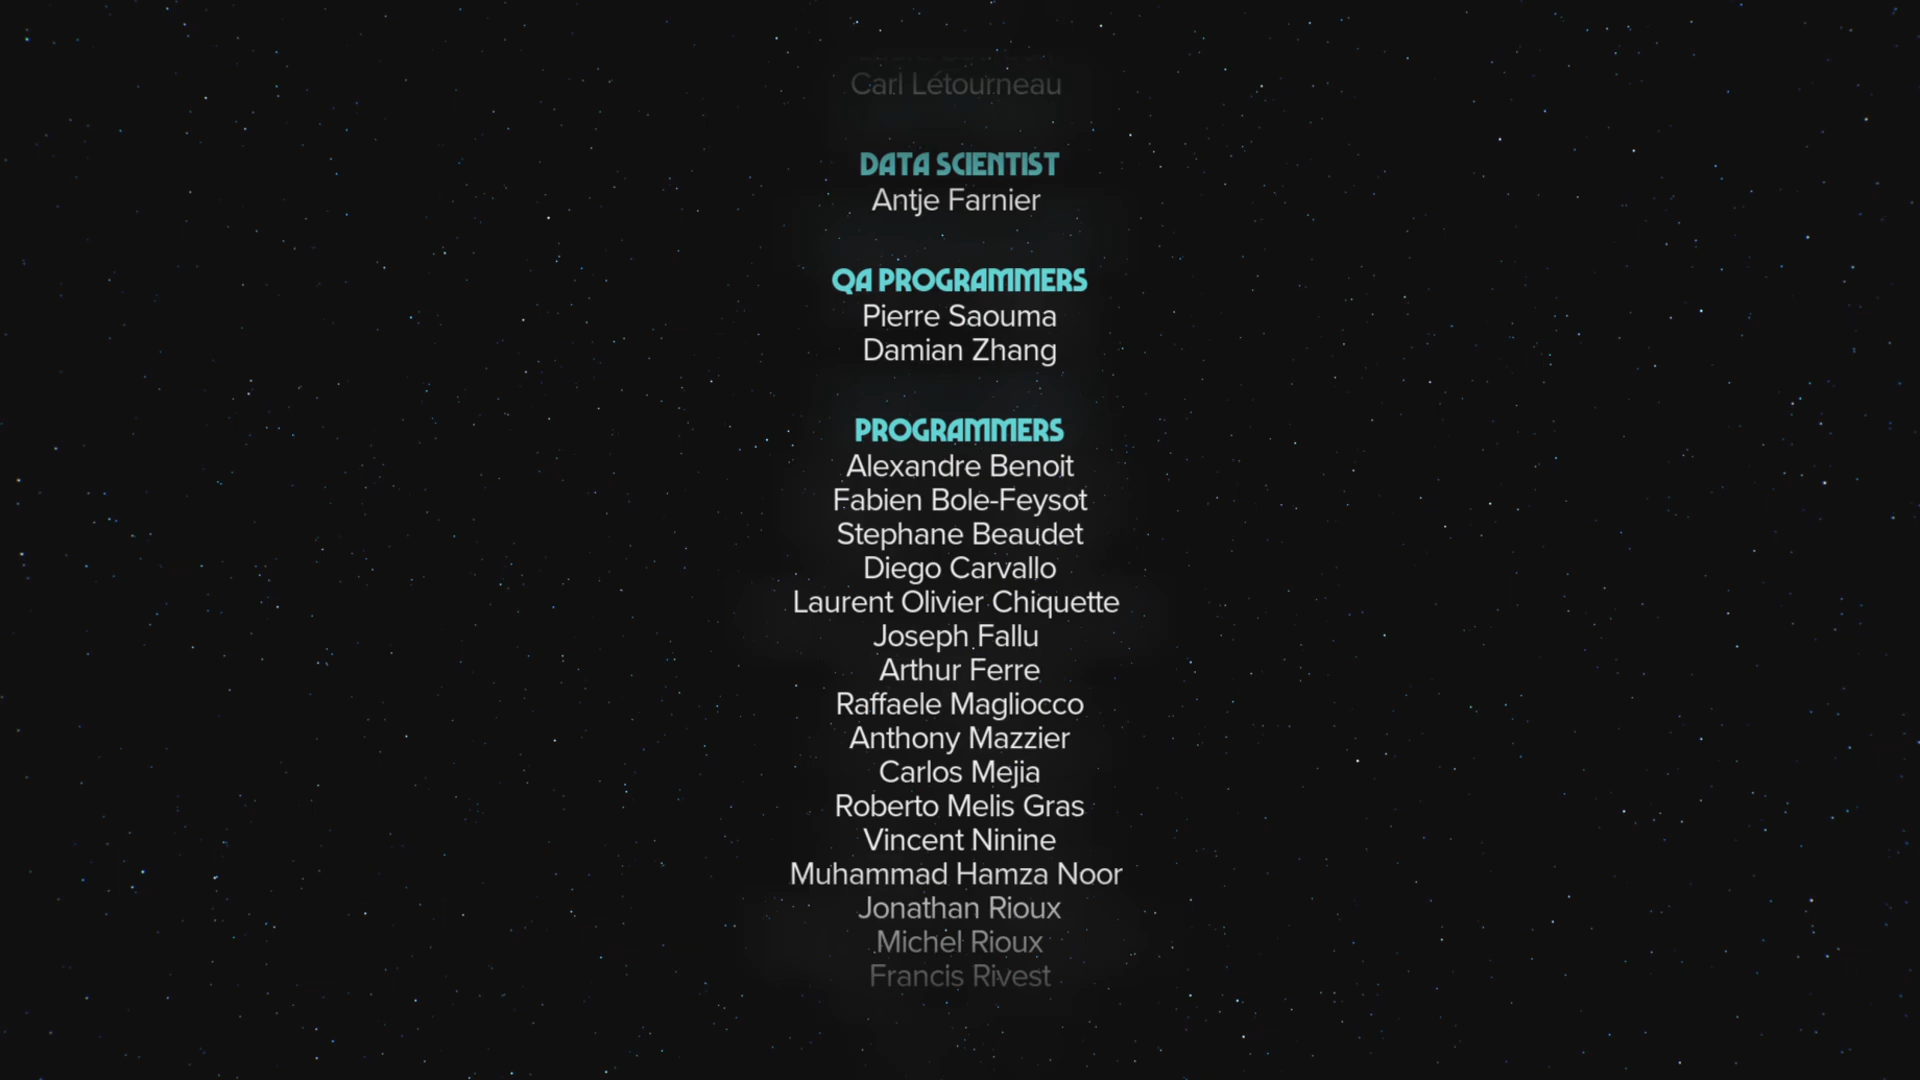 Carl Létourneau
DATA SCIENTIST
Antje Farnier
QA PROGRAMMERS
Pierre Saouma
Damian Zhang
PROGRAMMERS
Alexandre Benoit
Fabien Bole-Feysot
Stephane Beaudet
Diego Carvallo
Laurent Olivier Chiquette
Joseph Fallu
Arthur Ferre
Raffaele Magliocco
Anthony Mazzier
Carlos Mejia
Roberto Melis Gras
Vincent Ninine
Muhammad Hamza Noor
Jonathan Rioux
Michel Rioux
Francis Rivest